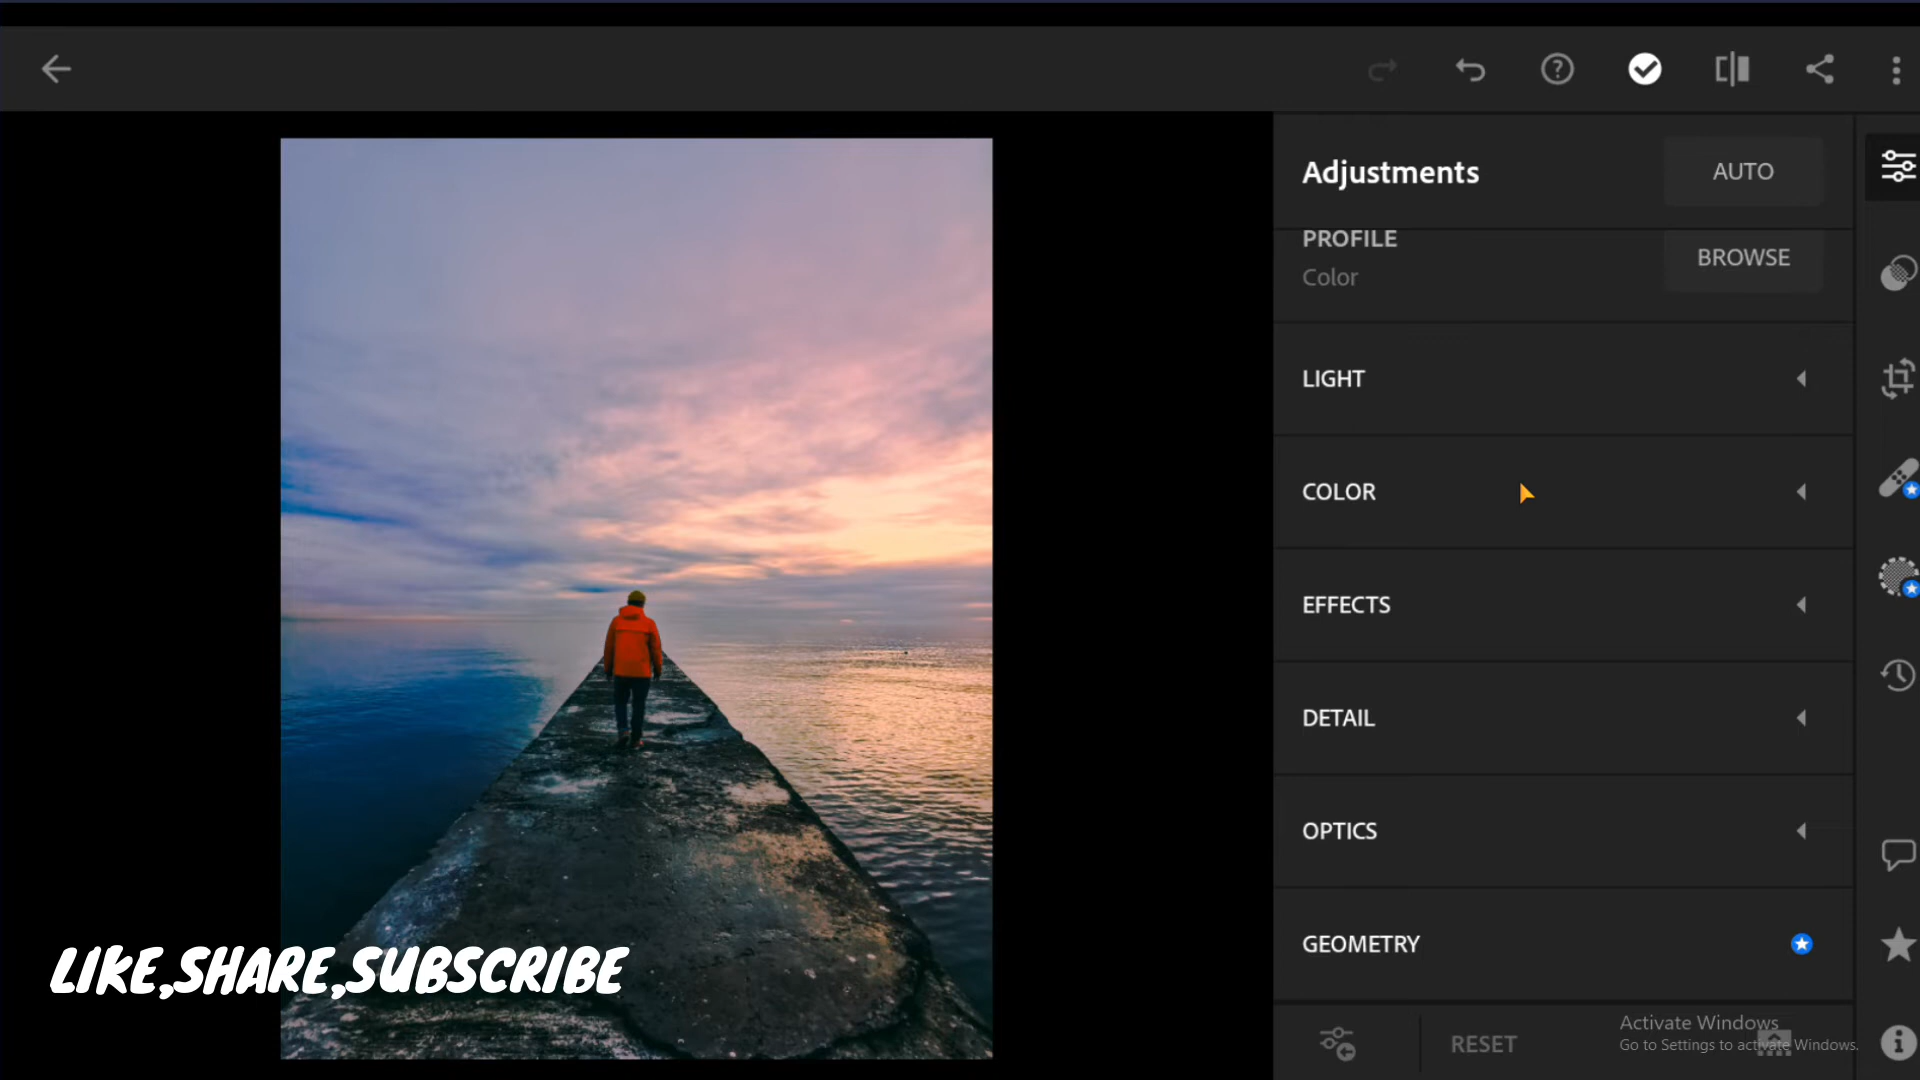 Adjustments
AUTO
PROFILE
Color
BROWSE
LIGHT
COLOR
EFFECTS
DETAIL
OPTICS
GEOMETRY
RESET
Activate Windows
Go to Settings to activate Windows.
LIKE,SHARE,SUBSCRIBE